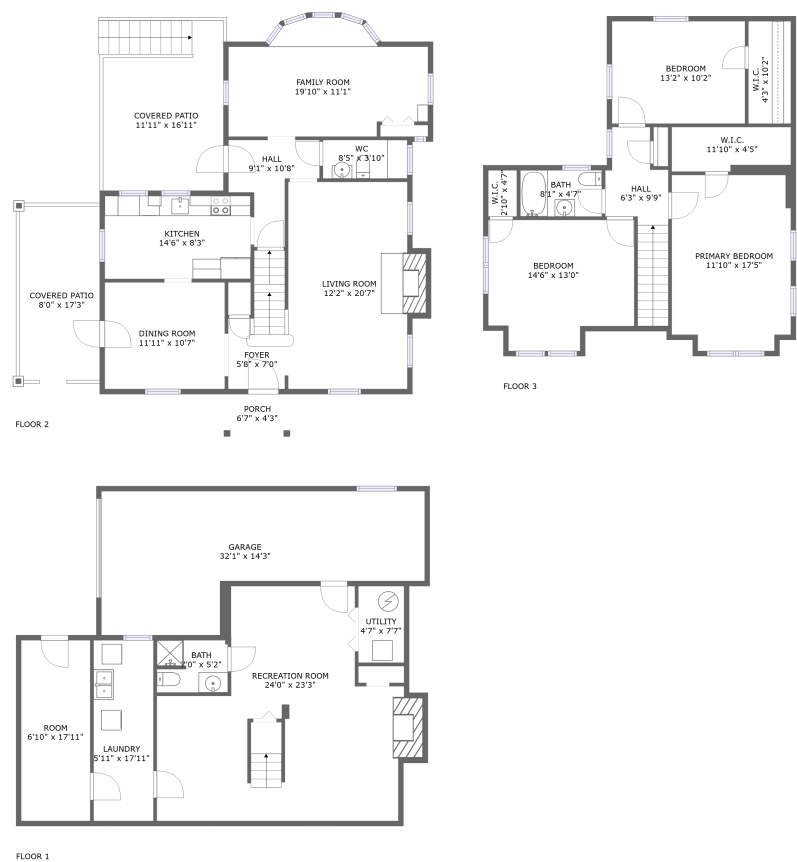 FAMILY ROOM
19'10" x 11'1"
COVERED PATIO
11'11" x 16'11"
WC
8'5" x 3'10"
HALL
9'1" x 10'8"
KITCHEN
14'6" x 8'3"
LIVING ROOM
12'2" x 20'7"
COVERED PATIO
8'0" x 17'3"
DINING ROOM
11'11" x 10'7"
FOYER
5'8" x 7'0"
PORCH
6'7" x 4'3"
FLOOR 2
BEDROOM
13'2" x 10'2"
W.I.C.
4'3" x 10'2"
W.I.C.
11'10" x 4'5"
W.I.C.
2'10" x 4'7"
BATH
8'1" x 4'7"
HALL
6'3" x 9'9"
PRIMARY BEDROOM
11'10" x 17'5"
BEDROOM
14'6" x 13'0"
FLOOR 3
GARAGE
32'1" x 14'3"
UTILITY
4'7" x 7'7"
BATH
x 5'2"
RECREATION ROOM
24'0" x 23'3"
ROOM
6'10" x 17'11"
LAUNDRY
5'11" x 17'11"
FLOOR 1